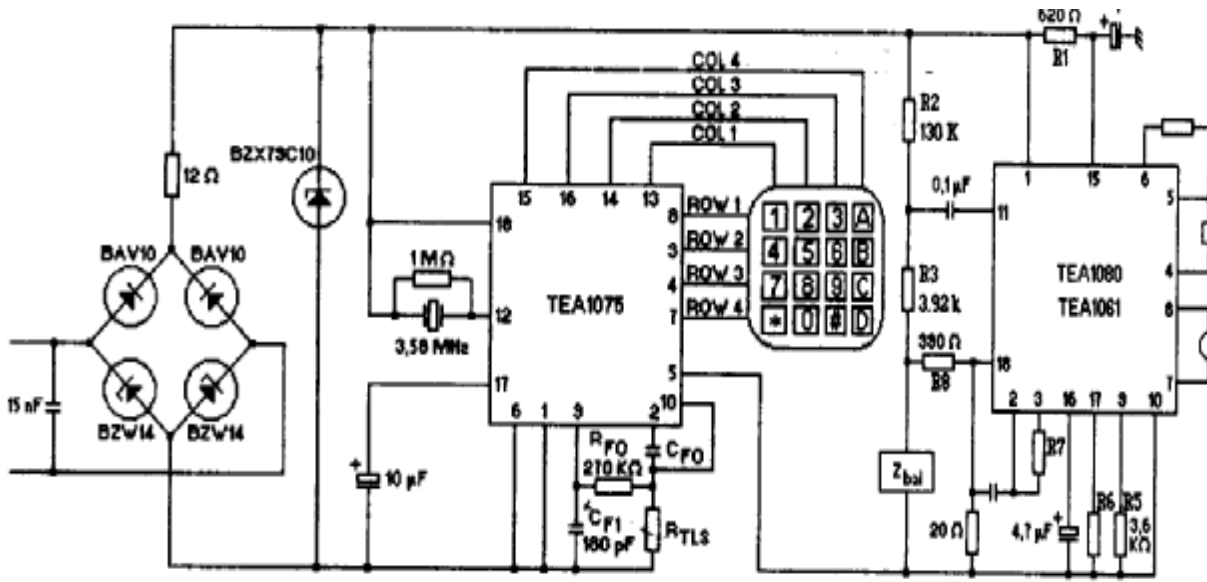 620 Ω
+
R1
COL 4
COL 3
COL 2
COL 1
R2
130 K
BZX79C10
12 Ω
0,1 µF
15 16 14 13
1 15 6
BAV10 BAV10
18
8 ROW 1
3 ROW 2
4 ROW 3
7 ROW 4
1 2 3 A
4 5 6 B
7 8 9 C
* 0 # D
11
5
1 MΩ
TEA1075
12
3,58 MHz
R3
3.92 k
TEA1080
TEA1061
4
8
390 Ω
R8
18
7
15 nF
BZW14 BZW14
17
5
10
6 1 9 2
2 3 16 17 9 10
R7
+
10 µF
RFO
270 KΩ
CFO
CF1
180 pF
RTLS
Zbal
20 Ω
+
4,7 µF
R6
R5
3,6
KΩ